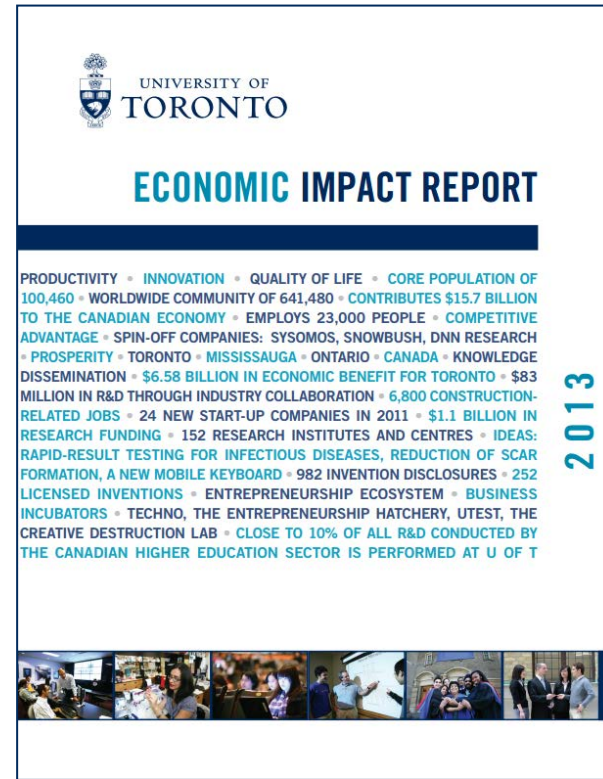 UNIVERSITY OF
TORONTO
ECONOMIC IMPACT REPORT
PRODUCTIVITY • INNOVATION • QUALITY OF LIFE • CORE POPULATION OF
100,460 • WORLDWIDE COMMUNITY OF 641,480 • CONTRIBUTES $15.7 BILLION
TO THE CANADIAN ECONOMY • EMPLOYS 23,000 PEOPLE • COMPETITIVE
ADVANTAGE • SPIN-OFF COMPANIES: SYSOMOS, SNOWBUSH, DNN RESEARCH
• PROSPERITY • TORONTO • MISSISSAUGA • ONTARIO • CANADA • KNOWLEDGE
DISSEMINATION • $6.58 BILLION IN ECONOMIC BENEFIT FOR TORONTO • $83
MILLION IN R&D THROUGH INDUSTRY COLLABORATION • 6,800 CONSTRUCTION-
RELATED JOBS • 24 NEW START-UP COMPANIES IN 2011 • $1.1 BILLION IN
RESEARCH FUNDING • 152 RESEARCH INSTITUTES AND CENTRES • IDEAS:
RAPID-RESULT TESTING FOR INFECTIOUS DISEASES, REDUCTION OF SCAR
FORMATION, A NEW MOBILE KEYBOARD • 982 INVENTION DISCLOSURES • 252
LICENSED INVENTIONS • ENTREPRENEURSHIP ECOSYSTEM • BUSINESS
INCUBATORS • TECHNO, THE ENTREPRENEURSHIP HATCHERY, UTEST, THE
CREATIVE DESTRUCTION LAB • CLOSE TO 10% OF ALL R&D CONDUCTED BY
THE CANADIAN HIGHER EDUCATION SECTOR IS PERFORMED AT U OF T
2013